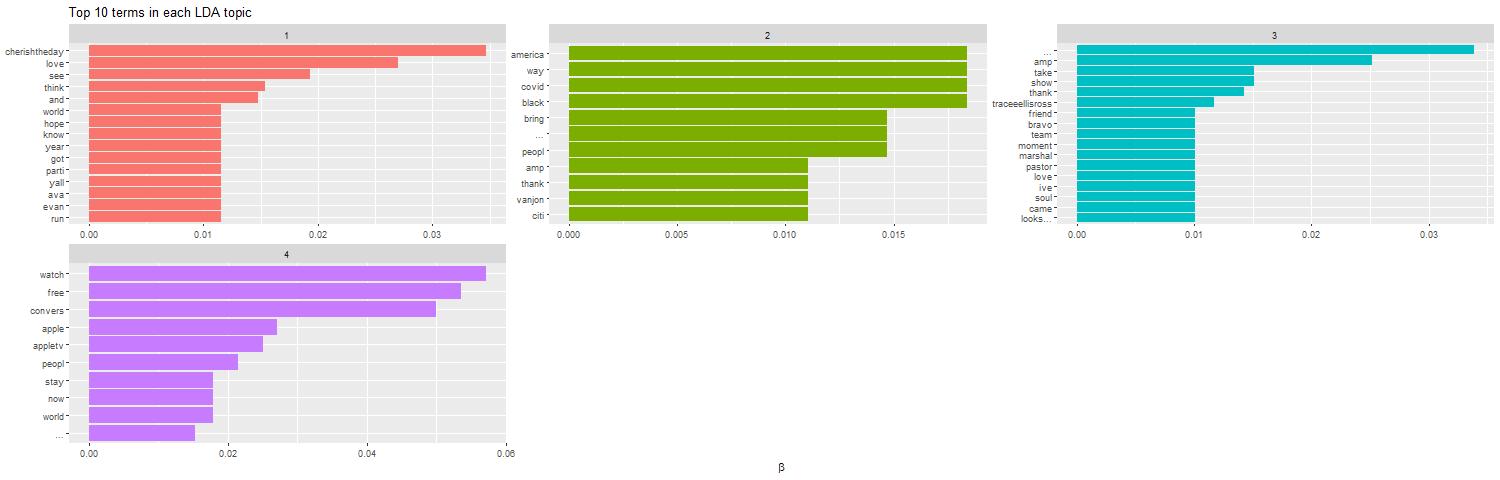 Top 10 terms in each LDA topic
1
cherishtheday
love
see
think
and
world
hope
know
year
got
parti
yall
ava
evan
run
0.00 0.01 0.02 0.03
2
america
way
covid
black
bring
...
peopl
amp
thank
vanjon
citi
0.000 0.005 0.010 0.015
3
...
amp
take
show
thank
traceeellisross
friend
bravo
team
moment
marshal
pastor
love
ive
soul
came
looks...
0.00 0.01 0.02 0.03
4
watch
free
convers
apple
appletv
peopl
stay
now
world
...
0.00 0.02 0.04 0.06
β